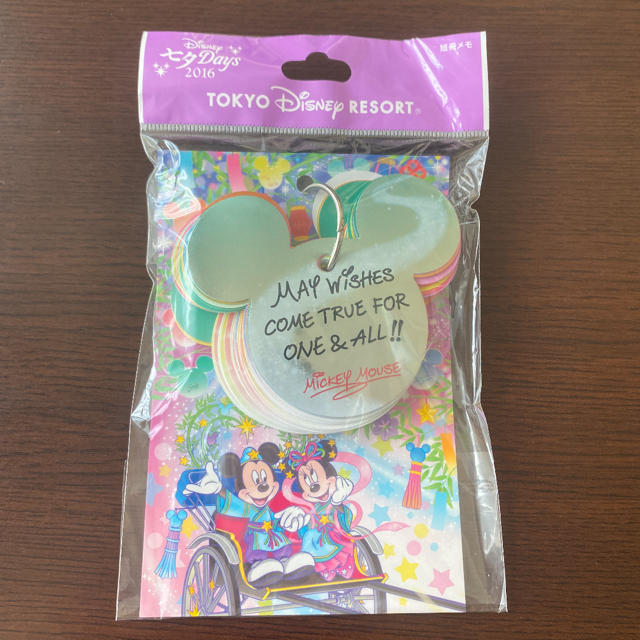 Disney
七夕Days
2016
短冊メモ
TOKYO Disney RESORT®
MAY WISHES
COME TRUE FOR
ONE & ALL!!
MICKEY MOUSE